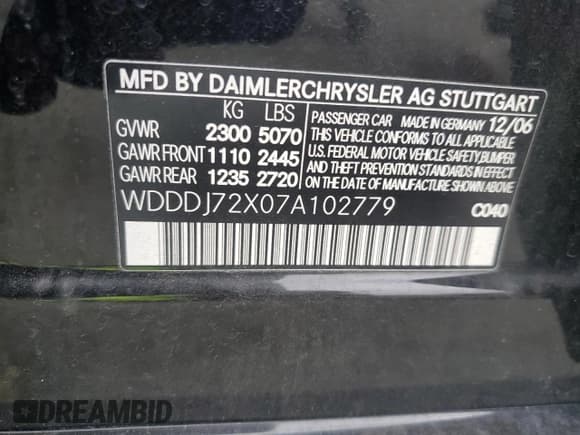 MFD BY DAIMLERCHRYSLER AG STUTTGART
KG LBS
GVWR 2300 5070
GAWR FRONT 1110 2445
GAWR REAR 1235 2720
PASSENGER CAR MADE IN GERMANY 12/06
THIS VEHICLE CONFORMS TO ALL APPLICABLE
U.S. FEDERAL MOTOR VEHICLE SAFETY, BUMPER
AND THEFT PREVENTION STANDARDS IN EFFECT
ON THE DATE OF MANUFACTURE SHOWN ABOVE.
WDDDJ72X07A102779
C040
DREAMBID